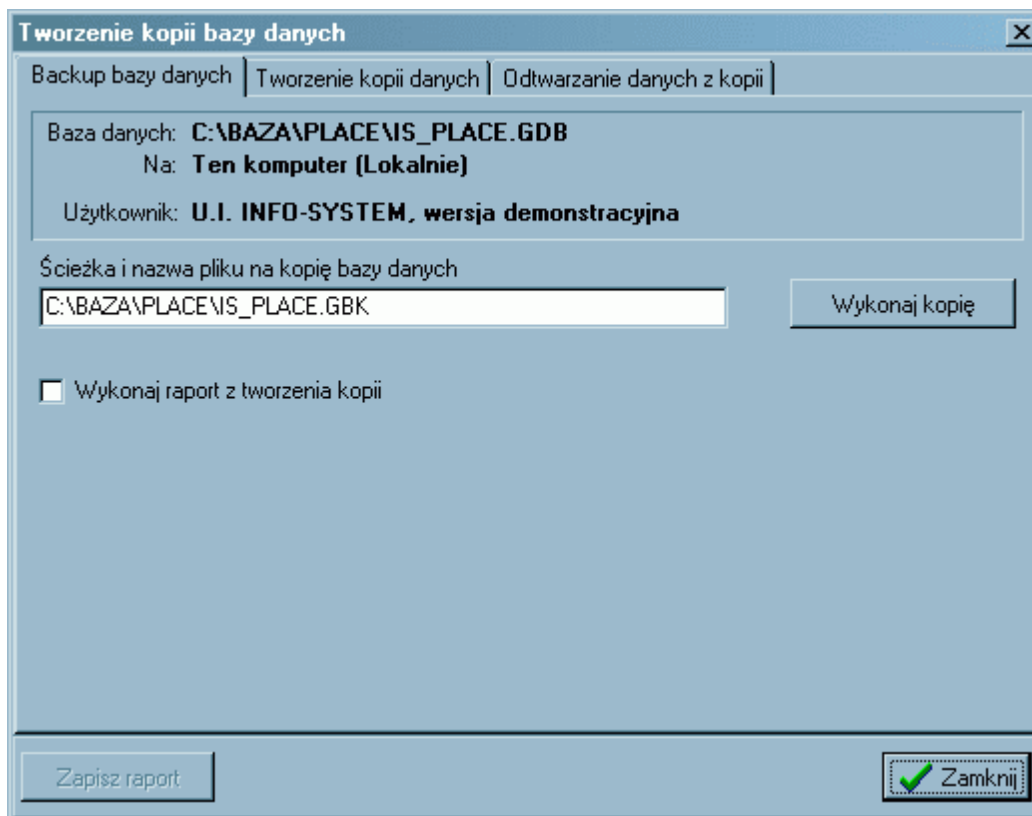 Tworzenie kopii bazy danych
Backup bazy danych Tworzenie kopii danych Odtwarzanie danych z kopii
Baza danych: C:\BAZA\PLACE\IS_PLACE.GDB
Na: Ten komputer (Lokalnie)
Użytkownik: U.I. INFO-SYSTEM, wersja demonstracyjna
Ścieżka i nazwa pliku na kopię bazy danych
C:\BAZA\PLACE\IS_PLACE.GBK Wykonaj kopię
Wykonaj raport z tworzenia kopii
Zapisz raport Zamknij